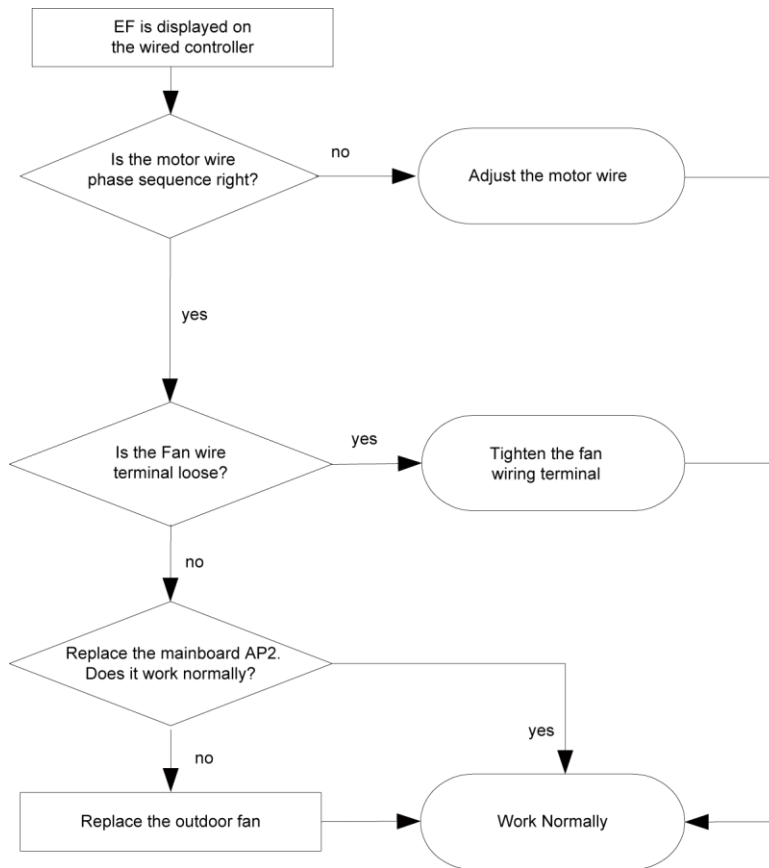 EF is displayed on
the wired controller
Is the motor wire
phase sequence right?
no
Adjust the motor wire
yes
Is the Fan wire
terminal loose?
yes
Tighten the fan
wiring terminal
no
Replace the mainboard AP2.
Does it work normally?
yes
no
Replace the outdoor fan
Work Normally